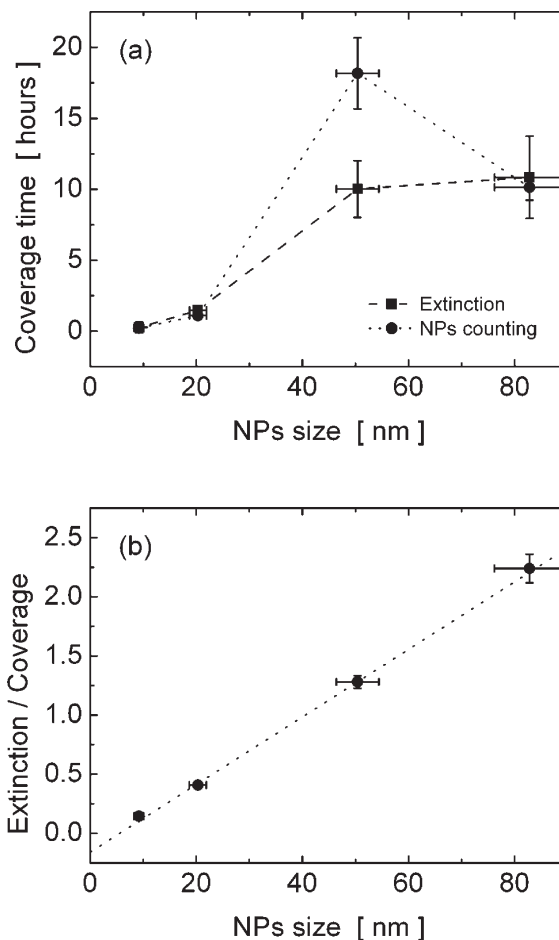 (a)
Coverage time [ hours]
20
15
10
5
0
Extinction
NPs counting
0 20 40 60 80
NPs size [ nm]
(b)
Extinction / Coverage
2.5
2.0
1.5
1.0
0.5
0.0
0 20 40 60 80
NPs size [ nm]